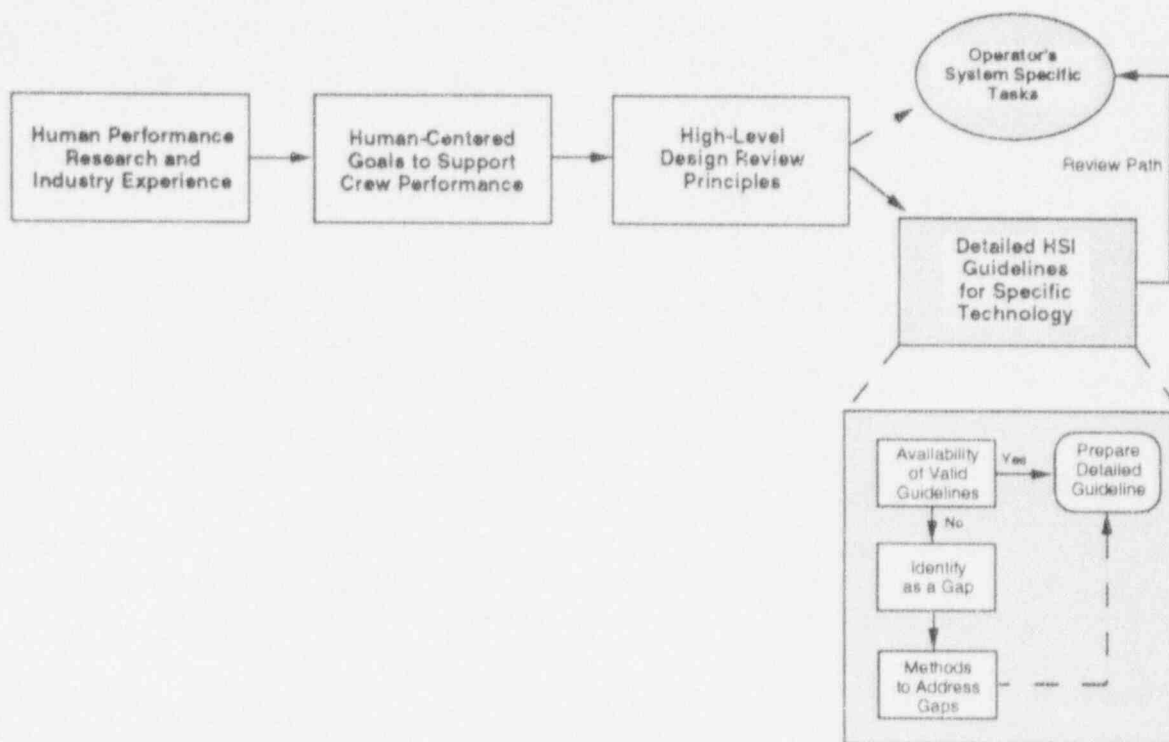 Human Performance
Research and
Industry Experience
Human-Centered
Goals to Support
Crew Performance
High-Level
Design Review
Principles
Operator's
System Specific
Tasks
Review Path
Detailed HSI
Guidelines
for Specific
Technology
Availability
of Valid
Guidelines
Yes
Prepare
Detailed
Guideline
No
Identify
as a Gap
Methods
to Address
Gaps